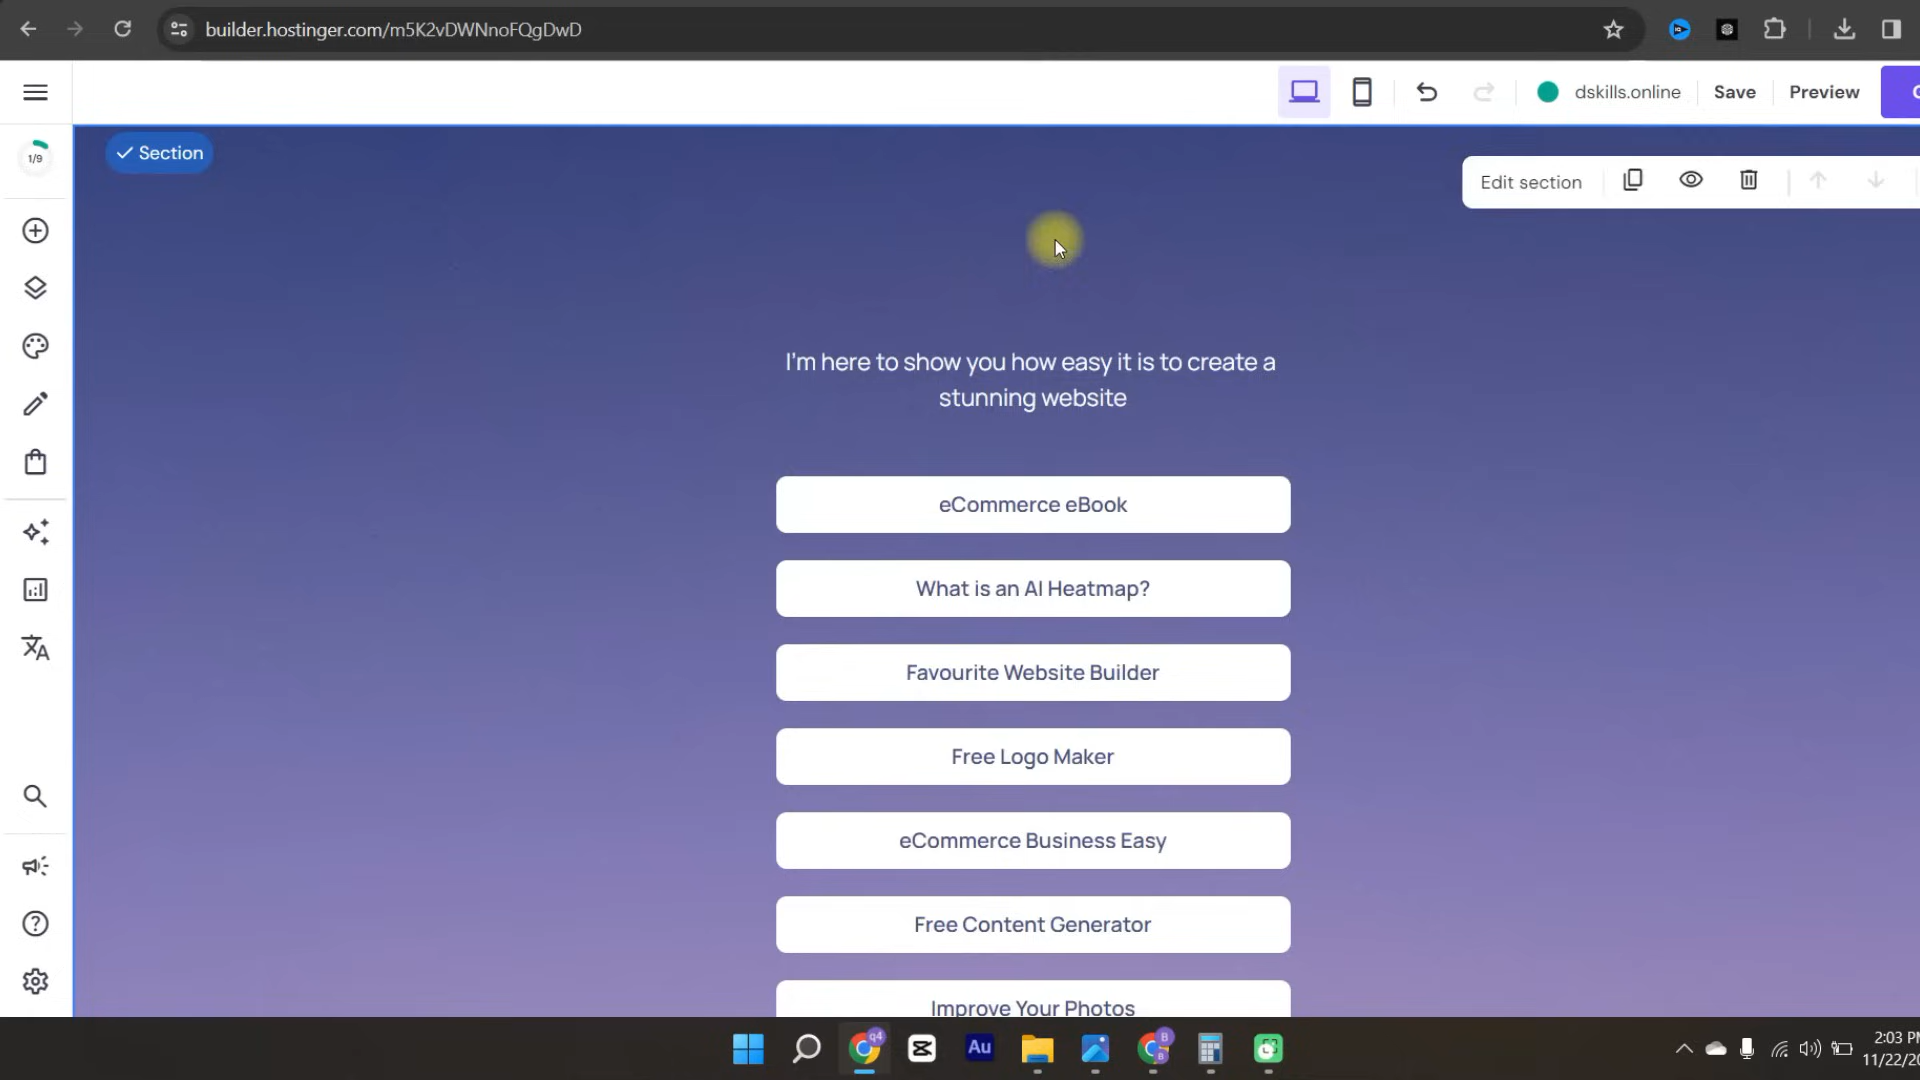 builder.hostinger.com/m5K2vDWNnoFQgDwD
dskills.online
Save
Preview
1/9
Section
Edit section
I'm here to show you how easy it is to create a
stunning website
eCommerce eBook
What is an AI Heatmap?
Favourite Website Builder
Free Logo Maker
eCommerce Business Easy
Free Content Generator
Improve Your Photos
q4
Au
B
B
2:03 PM
11/22/20